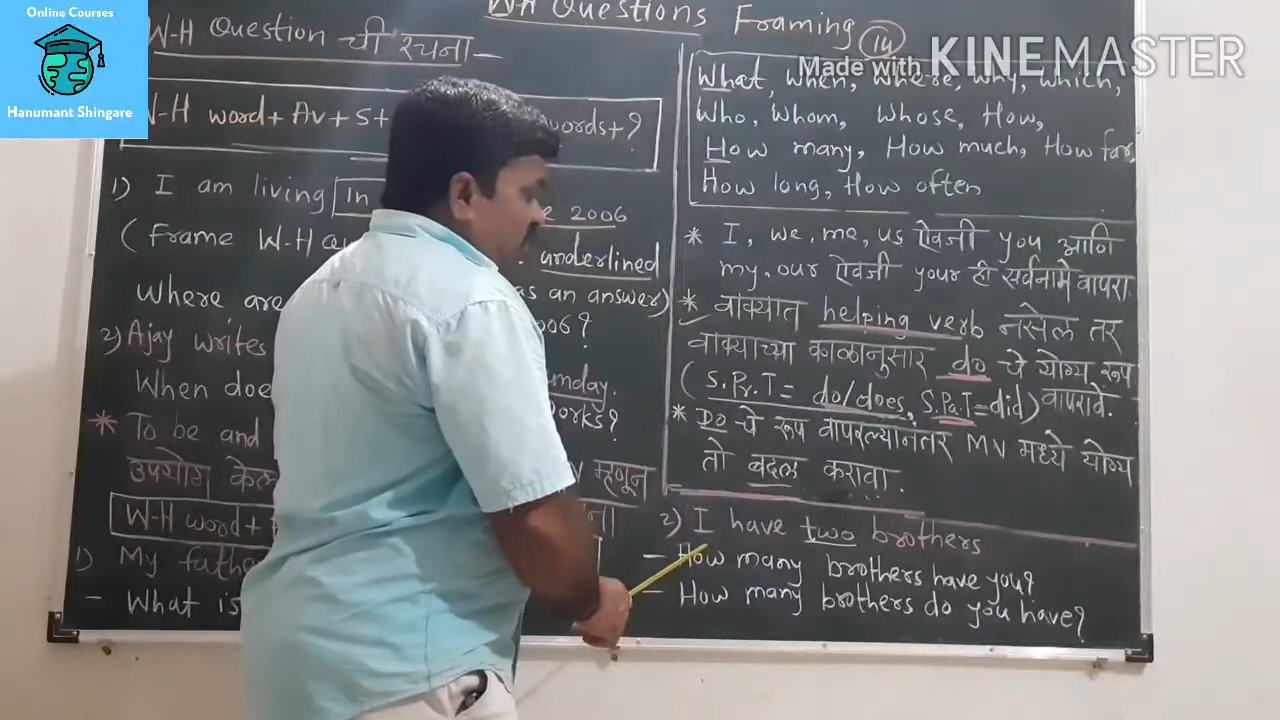 Online Courses
Hanumant Shingare
Made with KINEMASTER
WH Questions Framing 14
W-H Question ची रचना –
W-H word + Av + S + words + ?
1) I am living in 2006
(Frame W-H underlined
as an answer)
Where are 2006?
2) Ajay writes Sunday.
When does works?
* To be and
उपयोग केल म्हणून
W-H word +
1) My father
– What is
What, when, where, why, which,
Who, Whom, Whose, How,
How many, How much, How far,
How long, How often
* I, we, me, us ऐवजी you आणि
my, our ऐवजी your ही सर्वनामे वापरा.
* वाक्यात helping verb नसेल तर
वाक्याच्या काळानुसार do चे योग्य रूप
(S.Pr.T = do/does, S.Pa.T = did) वापरावे.
* Do चे रूप वापरल्यानंतर MV मध्ये योग्य
तो बदल करावा.
2) I have two brothers
– How many brothers have you?
– How many brothers do you have?